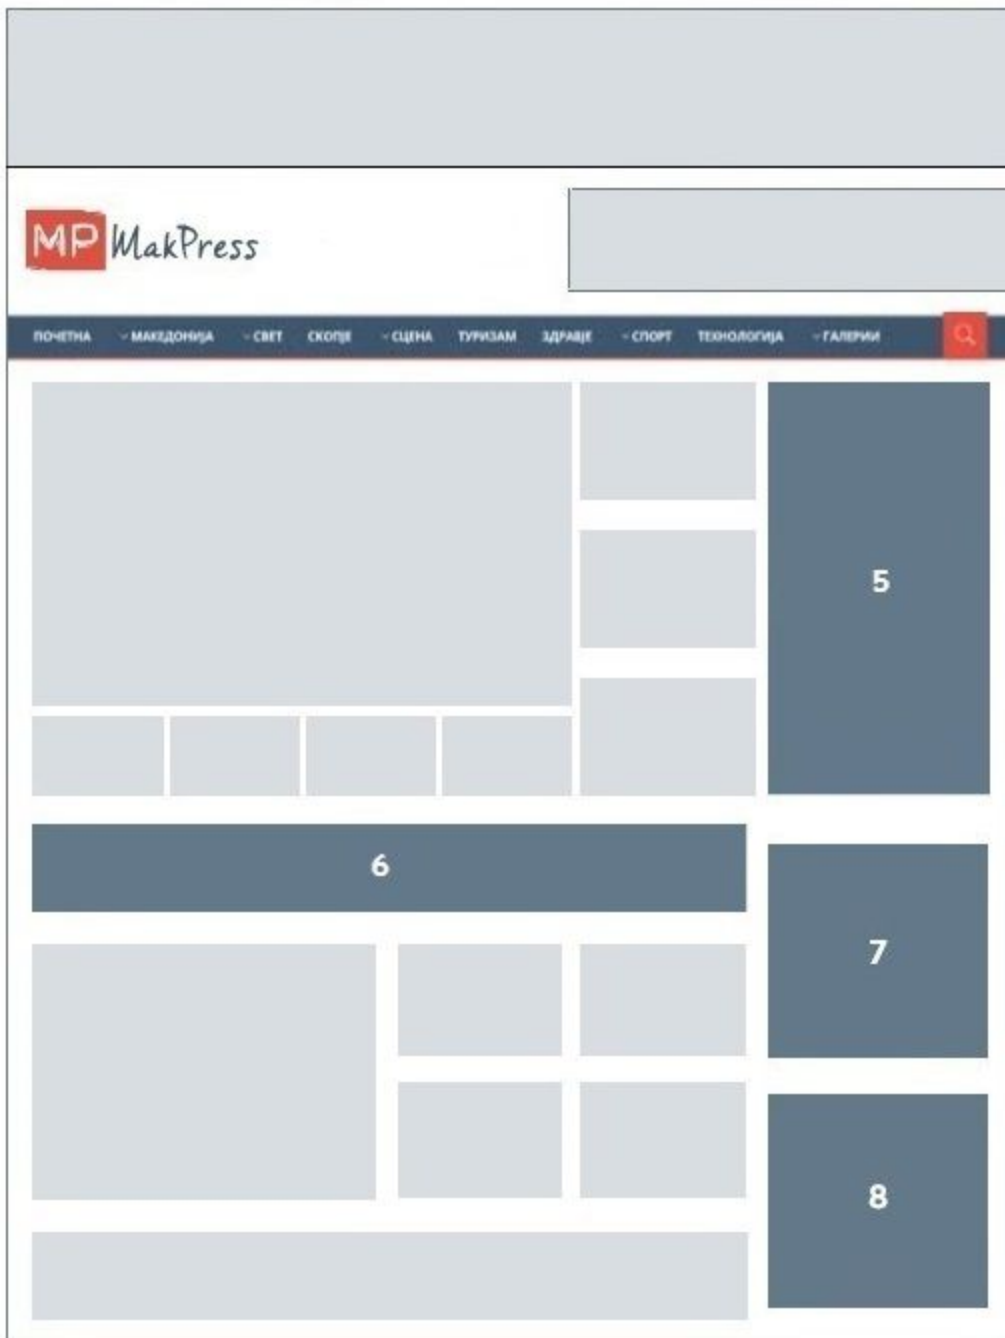 MP MakPress
ПОЧЕТНА МАКЕДОНИЈА СВЕТ СКОПЈЕ СЦЕНА ТУРИЗАМ ЗДРАВЈЕ СПОРТ ТЕХНОЛОГИЈА ГАЛЕРИИ
5
6
7
8